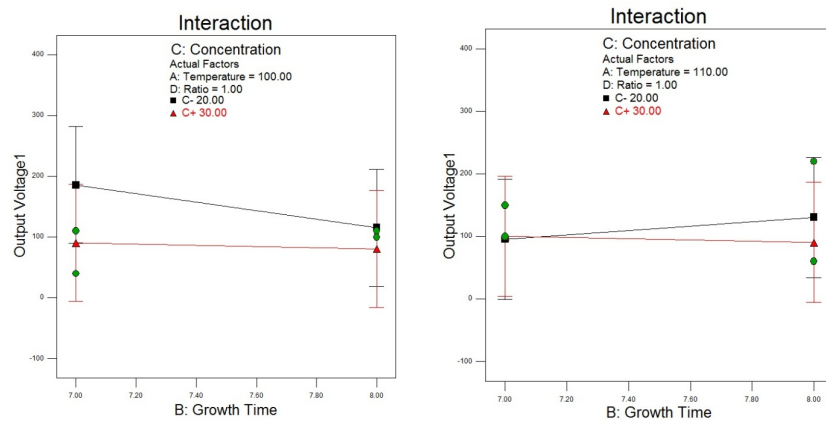 Interaction
C: Concentration
Actual Factors
A: Temperature = 100.00
D: Ratio = 1.00
C- 20.00
C+ 30.00
Output Voltage1
400
300
200
100
0
-100
7.00 7.20 7.40 7.60 7.80 8.00
B: Growth Time
Interaction
C: Concentration
Actual Factors
A: Temperature = 110.00
D: Ratio = 1.00
C- 20.00
C+ 30.00
Output Voltage1
400
300
200
100
0
-100
7.00 7.20 7.40 7.60 7.80 8.00
B: Growth Time